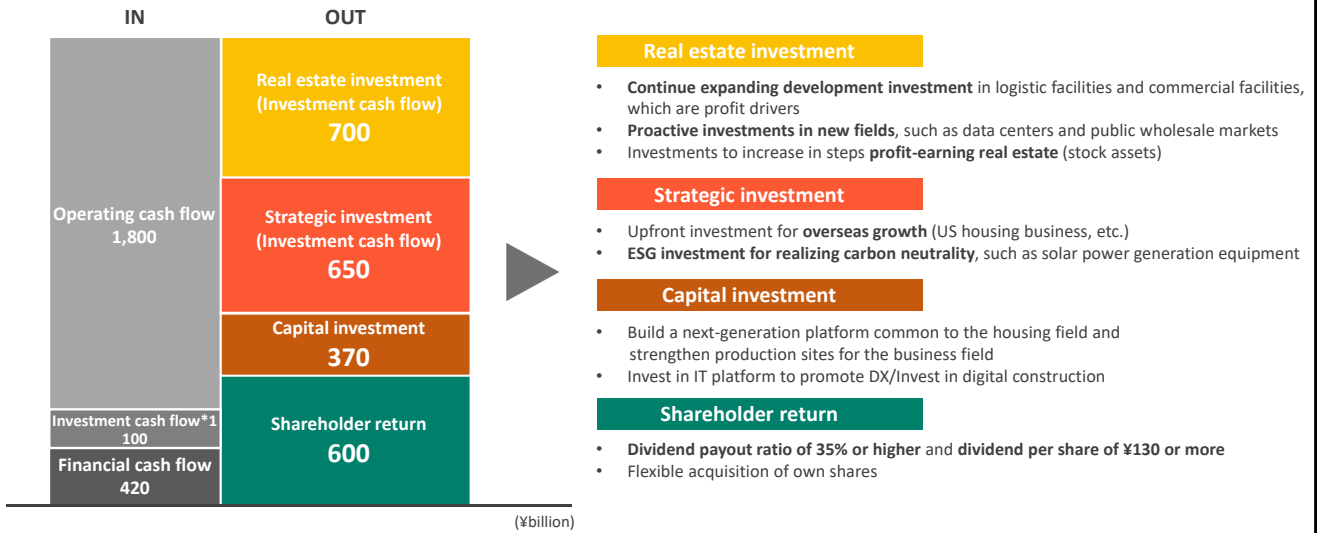 IN
OUT
Operating cash flow
1,800
Investment cash flow*1
100
Financial cash flow
420
Real estate investment
(Investment cash flow)
700
Strategic investment
(Investment cash flow)
650
Capital investment
370
Shareholder return
600
(¥billion)
Real estate investment
• Continue expanding development investment in logistic facilities and commercial facilities,
which are profit drivers
• Proactive investments in new fields, such as data centers and public wholesale markets
• Investments to increase in steps profit-earning real estate (stock assets)
Strategic investment
• Upfront investment for overseas growth (US housing business, etc.)
• ESG investment for realizing carbon neutrality, such as solar power generation equipment
Capital investment
• Build a next-generation platform common to the housing field and
strengthen production sites for the business field
• Invest in IT platform to promote DX/Invest in digital construction
Shareholder return
• Dividend payout ratio of 35% or higher and dividend per share of ¥130 or more
• Flexible acquisition of own shares